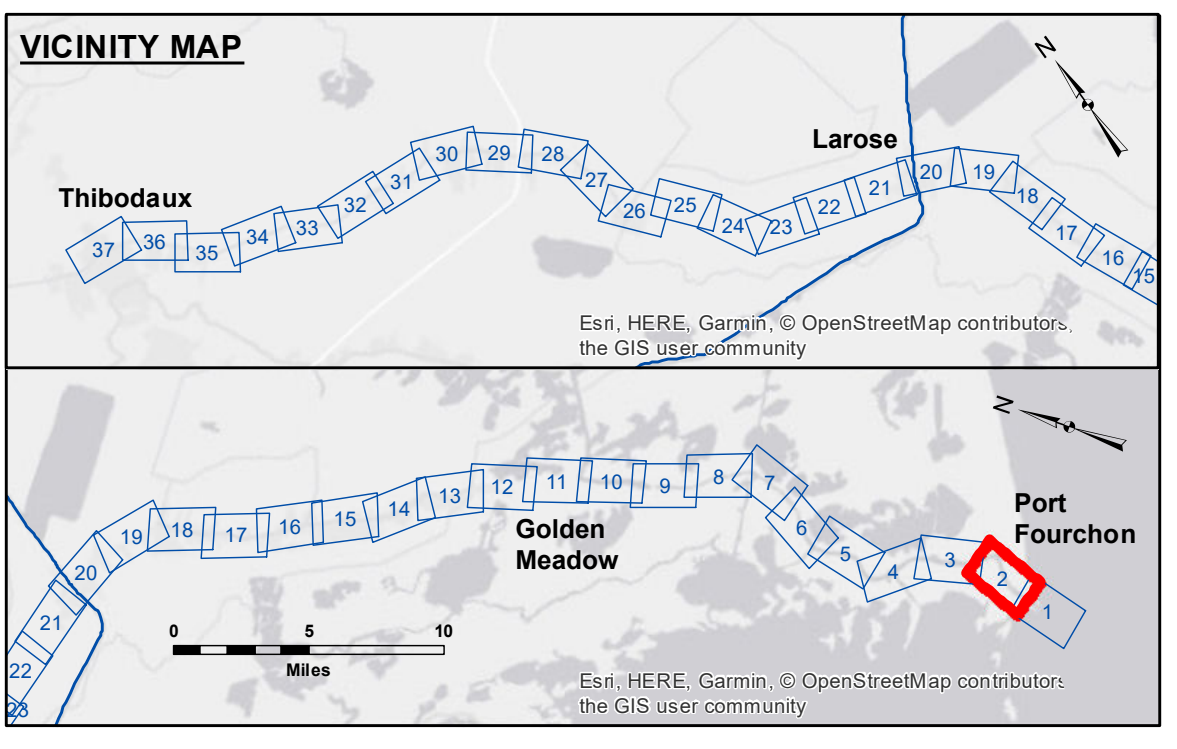 VICINITY MAP
N
Larose
Thibodaux
37 36 35 34 33 32 31 30 29 28 27 26 25 24 23 22 21 20 19 18 17 16 15
Esri, HERE, Garmin, © OpenStreetMap contributors,
the GIS user community
N
Port
Fourchon
Golden
Meadow
23 22 21 20 19 18 17 16 15 14 13 12 11 10 9 8 7 6 5 4 3 2 1
0 5 10
Miles
Esri, HERE, Garmin, © OpenStreetMap contributors
the GIS user community